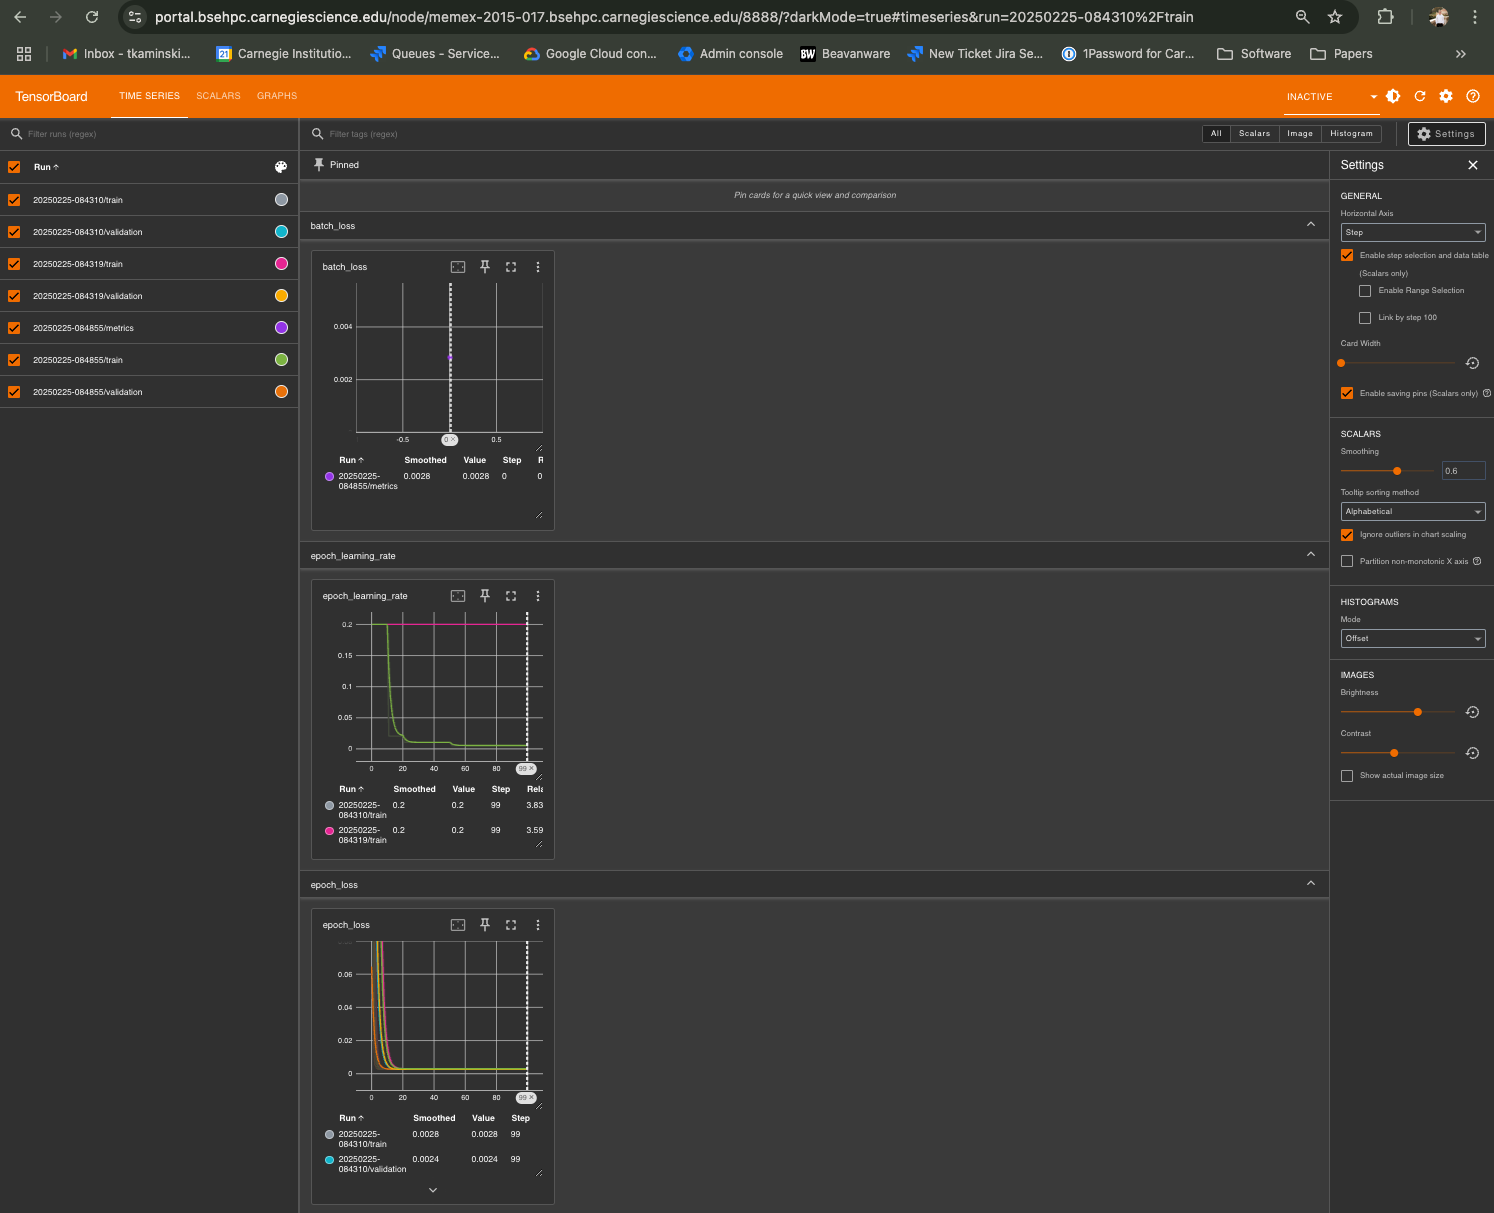 portal.bsehpc.carnegiescience.edu/node/memex-2015-017.bsehpc.carnegiescience.edu/8888/?darkMode=true#timeseries&run=20250225-084310%2Ftrain
Inbox - tkaminski... Carnegie Institutio... Queues - Service... Google Cloud con... Admin console BW Beavanware New Ticket Jira Se... 1Password for Car... Software Papers »
TensorBoard TIME SERIES SCALARS GRAPHS INACTIVE
Filter runs (regex)
Run
20250225-084310/train
20250225-084310/validation
20250225-084319/train
20250225-084319/validation
20250225-084855/metrics
20250225-084855/train
20250225-084855/validation
Filter tags (regex) All Scalars Image Histogram Settings
Pinned
Pin cards for a quick view and comparison
batch_loss
batch_loss
0.004
0.002
-0.5 0 × 0.5
Run Smoothed Value Step R
20250225-084855/metrics 0.0028 0.0028 0 0
epoch_learning_rate
epoch_learning_rate
0.2
0.15
0.1
0.05
0
0 20 40 60 80 99 ×
Run Smoothed Value Step Rela
20250225-084310/train 0.2 0.2 99 3.83
20250225-084319/train 0.2 0.2 99 3.59
epoch_loss
epoch_loss
0.06
0.04
0.02
0
0 20 40 60 80 99 ×
Run Smoothed Value Step
20250225-084310/train 0.0028 0.0028 99
20250225-084310/validation 0.0024 0.0024 99
Settings
GENERAL
Horizontal Axis
Step
Enable step selection and data table
(Scalars only)
Enable Range Selection
Link by step 100
Card Width
Enable saving pins (Scalars only)
SCALARS
Smoothing
0.6
Tooltip sorting method
Alphabetical
Ignore outliers in chart scaling
Partition non-monotonic X axis
HISTOGRAMS
Mode
Offset
IMAGES
Brightness
Contrast
Show actual image size